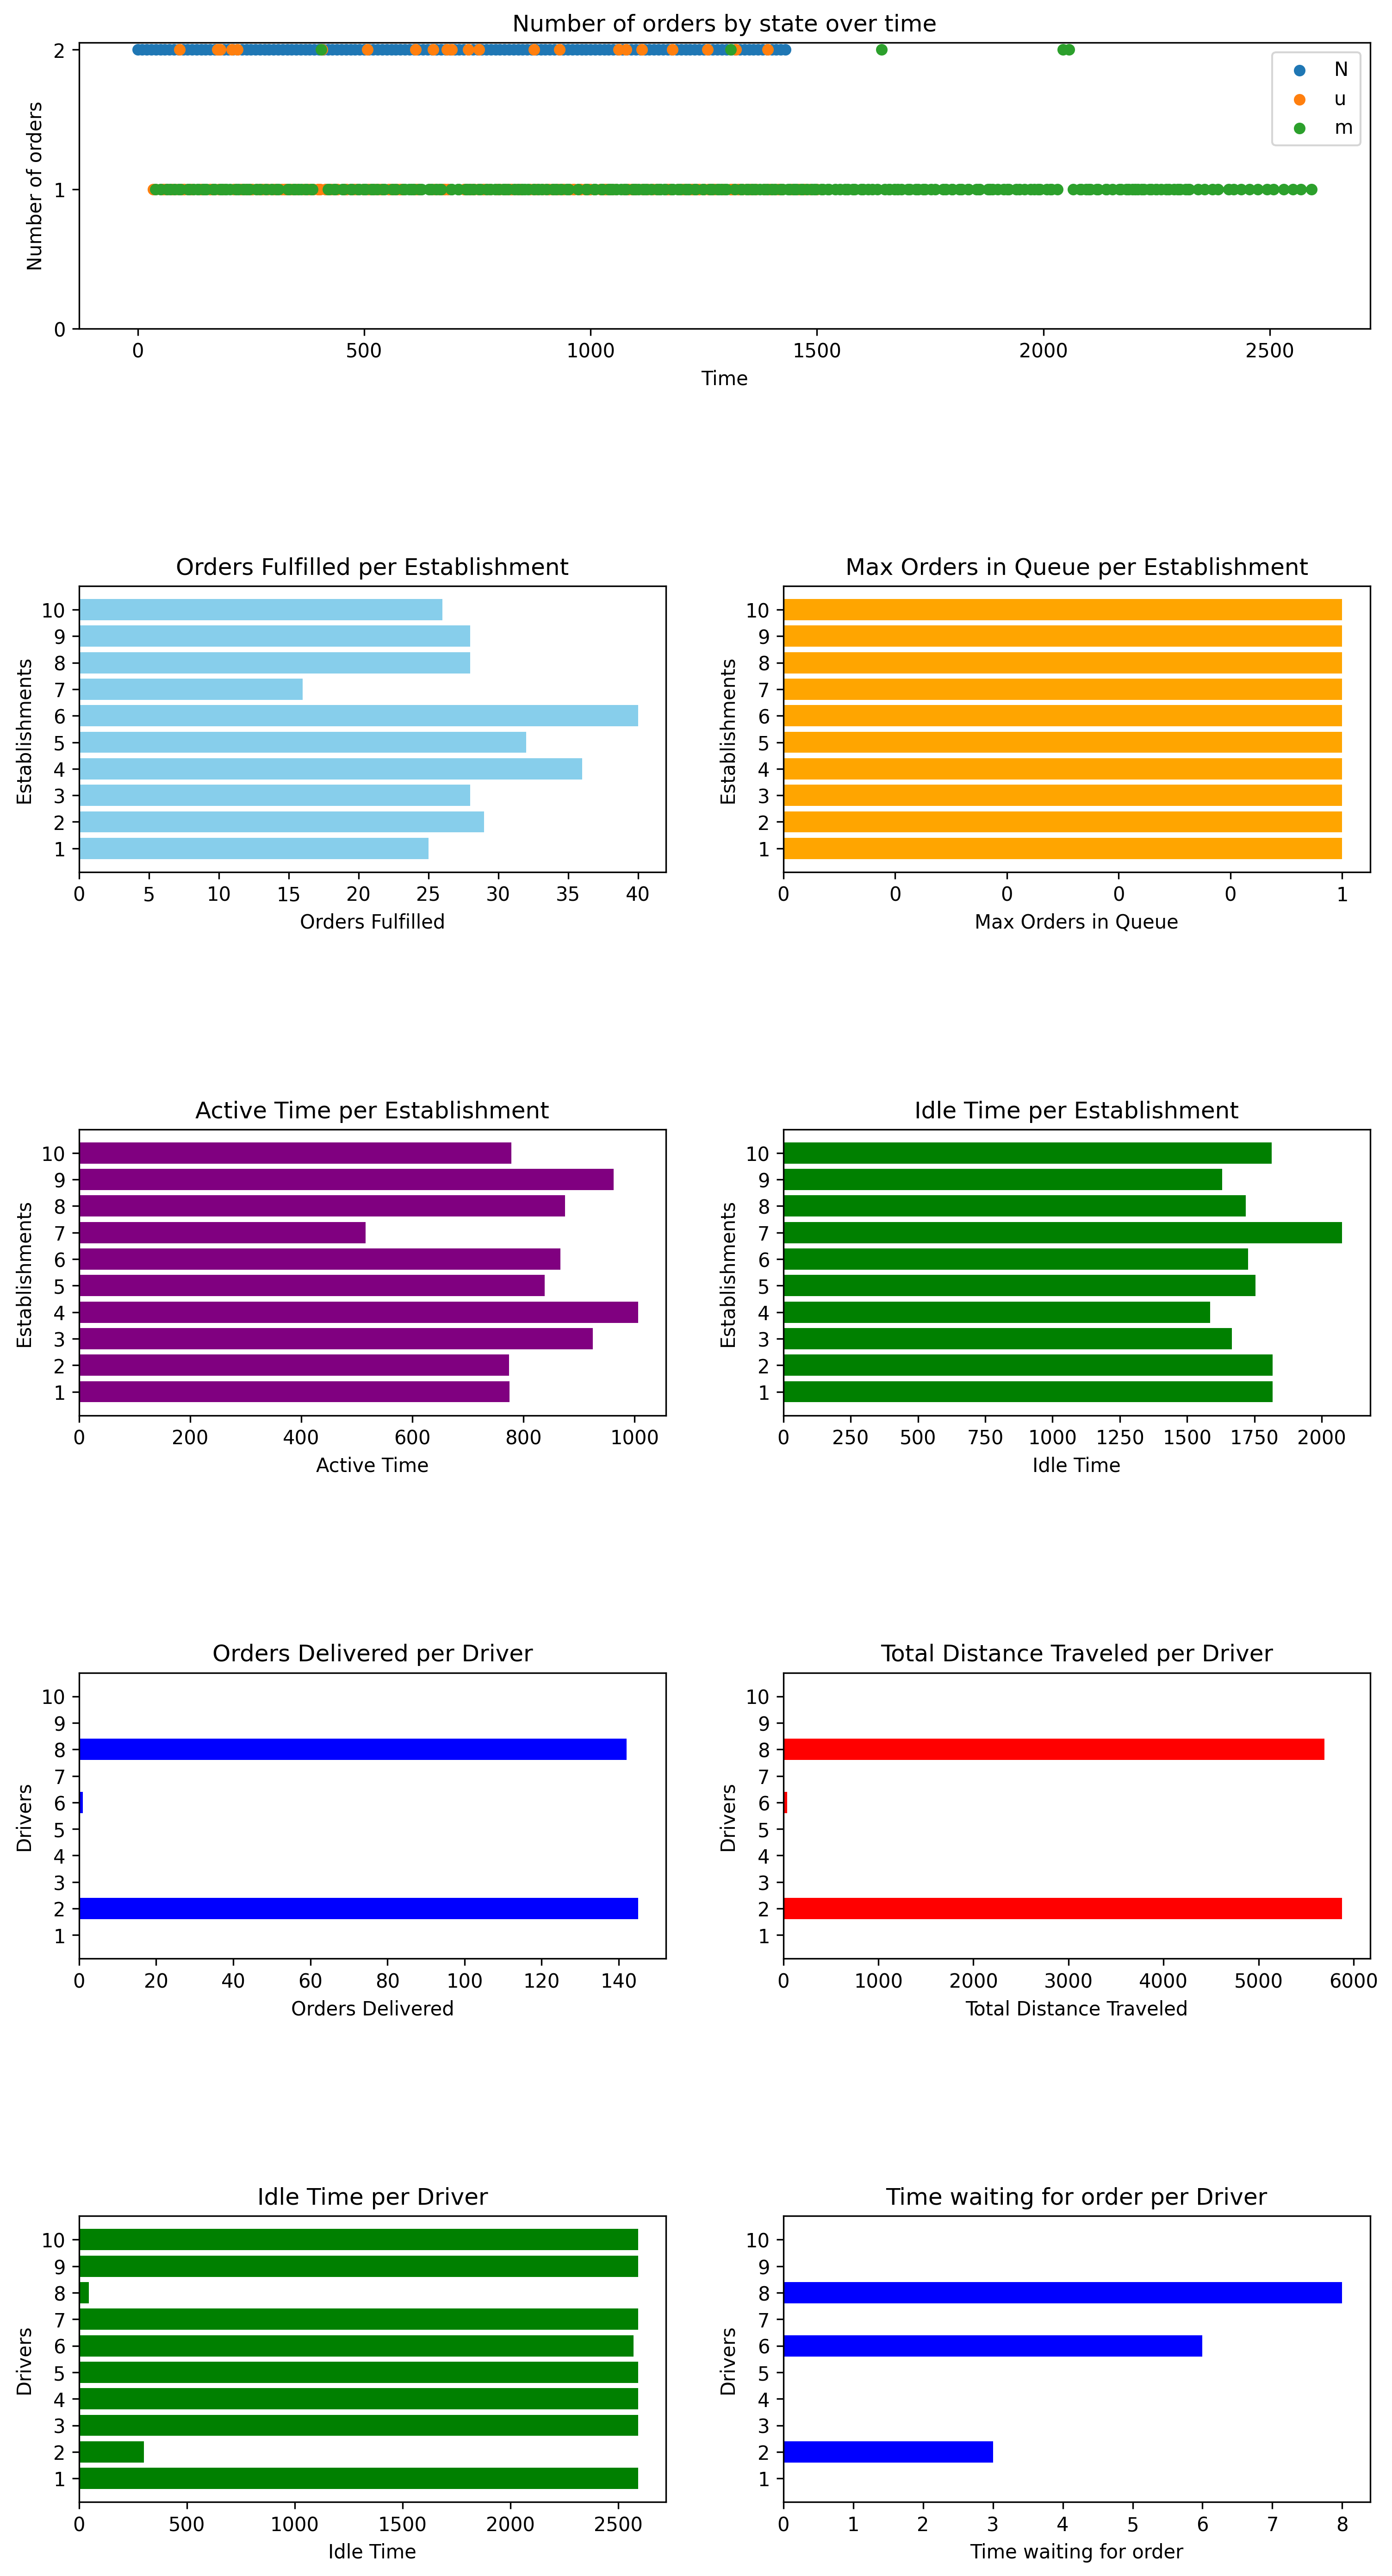 Number of orders by state over time
Number of orders
2
1
0
N
u
m
0 500 1000 1500 2000 2500
Time
Orders Fulfilled per Establishment
Establishments
10
9
8
7
6
5
4
3
2
1
0 5 10 15 20 25 30 35 40
Orders Fulfilled
Max Orders in Queue per Establishment
Establishments
10
9
8
7
6
5
4
3
2
1
0 0 0 0 0 1
Max Orders in Queue
Active Time per Establishment
Establishments
10
9
8
7
6
5
4
3
2
1
0 200 400 600 800 1000
Active Time
Idle Time per Establishment
Establishments
10
9
8
7
6
5
4
3
2
1
0 250 500 750 1000 1250 1500 1750 2000
Idle Time
Orders Delivered per Driver
Drivers
10
9
8
7
6
5
4
3
2
1
0 20 40 60 80 100 120 140
Orders Delivered
Total Distance Traveled per Driver
Drivers
10
9
8
7
6
5
4
3
2
1
0 1000 2000 3000 4000 5000 6000
Total Distance Traveled
Idle Time per Driver
Drivers
10
9
8
7
6
5
4
3
2
1
0 500 1000 1500 2000 2500
Idle Time
Time waiting for order per Driver
Drivers
10
9
8
7
6
5
4
3
2
1
0 1 2 3 4 5 6 7 8
Time waiting for order